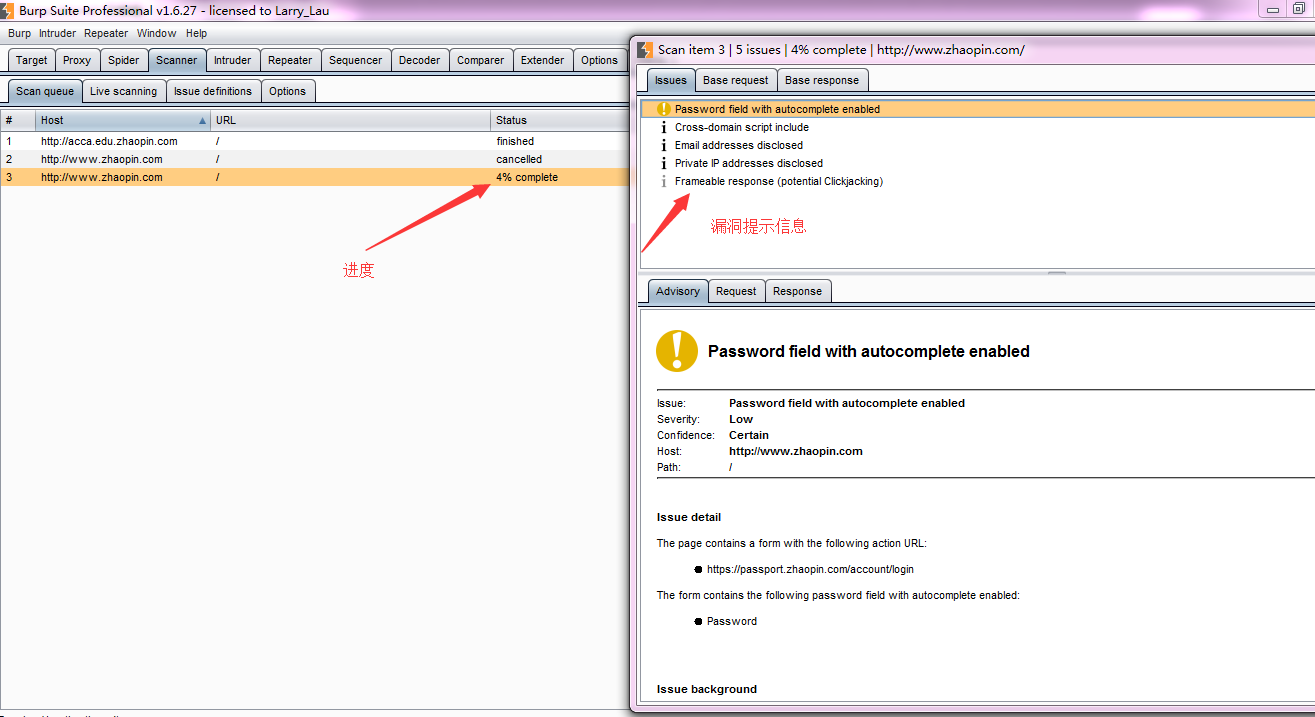 Burp Suite Professional v1.6.27 - licensed to Larry_Lau
Burp Intruder Repeater Window Help
Target Proxy Spider Scanner Intruder Repeater Sequencer Decoder Comparer Extender Options
Scan queue Live scanning Issue definitions Options
# Host URL Status
1 http://acca.edu.zhaopin.com / finished
2 http://www.zhaopin.com / cancelled
3 http://www.zhaopin.com / 4% complete
进度
Scan item 3 | 5 issues | 4% complete | http://www.zhaopin.com/
Issues Base request Base response
Password field with autocomplete enabled
Cross-domain script include
Email addresses disclosed
Private IP addresses disclosed
Frameable response (potential Clickjacking)
漏洞提示信息
Advisory Request Response
Password field with autocomplete enabled
Issue: Password field with autocomplete enabled
Severity: Low
Confidence: Certain
Host: http://www.zhaopin.com
Path: /
Issue detail
The page contains a form with the following action URL:
https://passport.zhaopin.com/account/login
The form contains the following password field with autocomplete enabled:
Password
Issue background